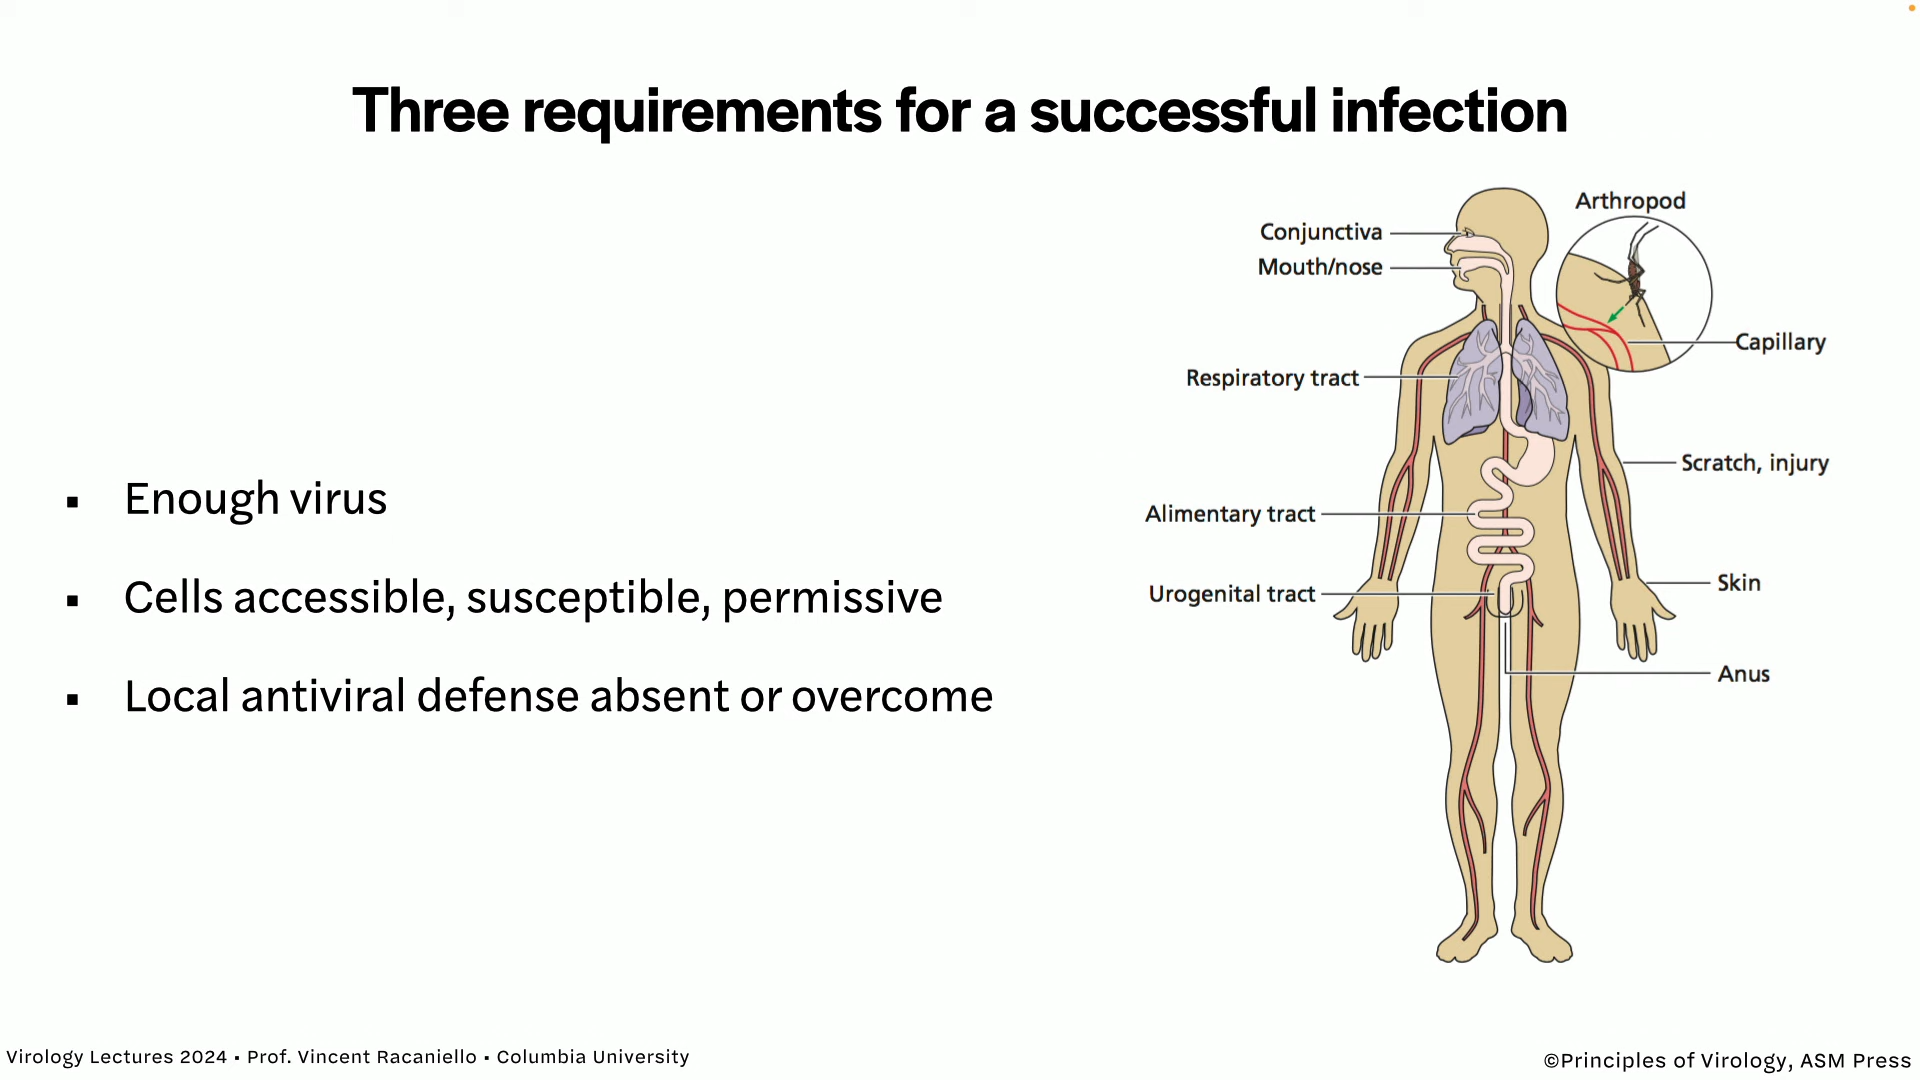 Three requirements for a successful infection
▪ Enough virus
▪ Cells accessible, susceptible, permissive
▪ Local antiviral defense absent or overcome
Arthropod
Conjunctiva
Mouth/nose
Capillary
Respiratory tract
Scratch, injury
Alimentary tract
Skin
Urogenital tract
Anus
Virology Lectures 2024 ▪ Prof. Vincent Racaniello ▪ Columbia University
©Principles of Virology, ASM Press